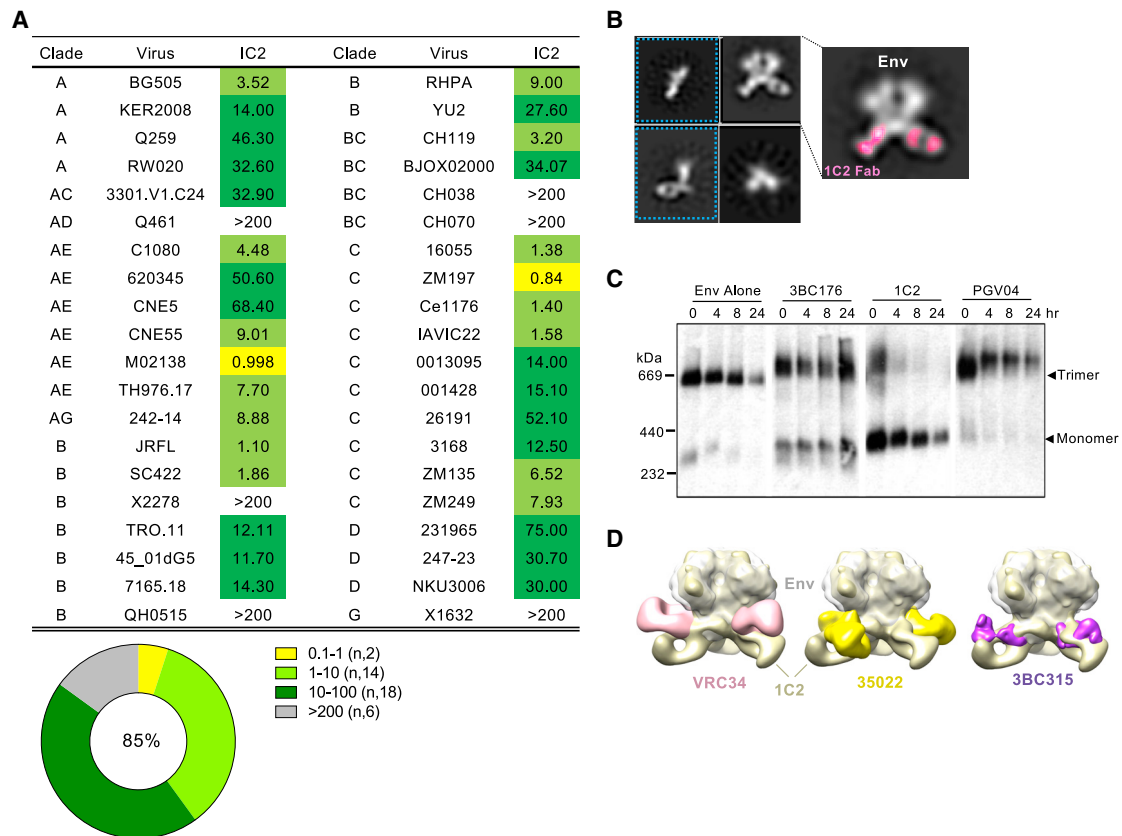 A
Clade Virus IC2 Clade Virus IC2
A BG505 3.52 B RHPA 9.00
A KER2008 14.00 B YU2 27.60
A Q259 46.30 BC CH119 3.20
A RW020 32.60 BC BJOX02000 34.07
AC 3301.V1.C24 32.90 BC CH038 >200
AD Q461 >200 BC CH070 >200
AE C1080 4.48 C 16055 1.38
AE 620345 50.60 C ZM197 0.84
AE CNE5 68.40 C Ce1176 1.40
AE CNE55 9.01 C IAVIC22 1.58
AE M02138 0.998 C 0013095 14.00
AE TH976.17 7.70 C 001428 15.10
AG 242-14 8.88 C 26191 52.10
B JRFL 1.10 C 3168 12.50
B SC422 1.86 C ZM135 6.52
B X2278 >200 C ZM249 7.93
B TRO.11 12.11 D 231965 75.00
B 45_01dG5 11.70 D 247-23 30.70
B 7165.18 14.30 D NKU3006 30.00
B QH0515 >200 G X1632 >200
85%
0.1-1 (n,2)
1-10 (n,14)
10-100 (n,18)
>200 (n,6)
B
Env
1C2 Fab
C
Env Alone 3BC176 1C2 PGV04
0 4 8 24 0 4 8 24 0 4 8 24 0 4 8 24 hr
kDa
669
Trimer
440
Monomer
232
D
Env
1C2
VRC34 35022 3BC315